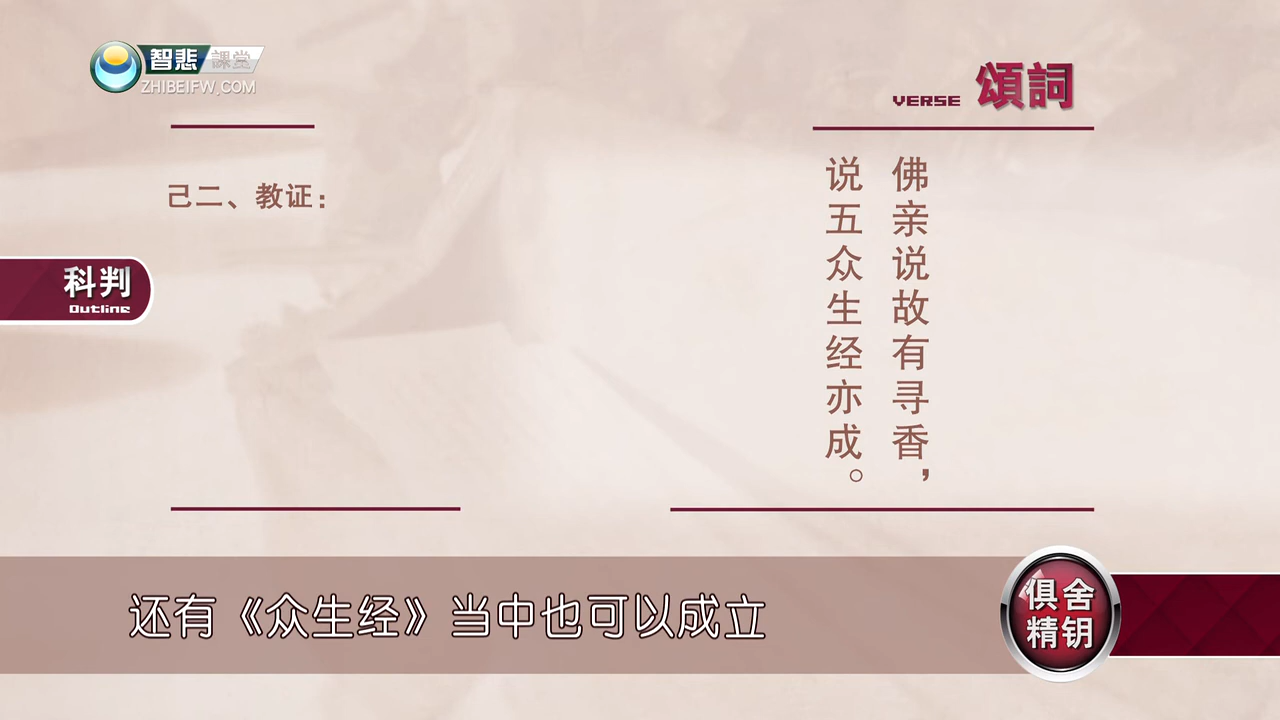 智悲課堂
ZHIBEIFW.COM
VERSE 頌詞
佛亲说故有寻香，
说五众生经亦成。
己二、教证：
科判
Outline
还有《众生经》当中也可以成立
俱舍
精钥